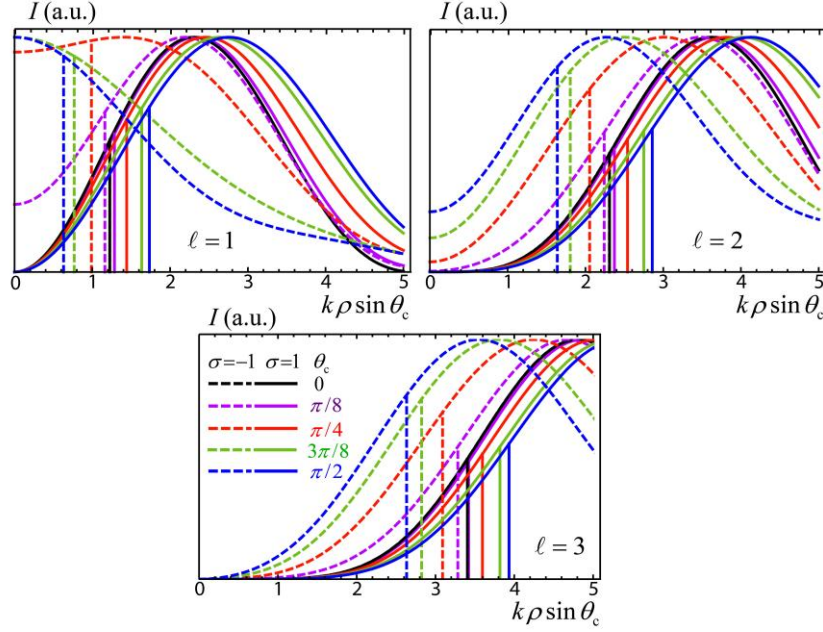 I (a.u.)
ℓ = 1
0 1 2 3 4 5
kρ sin θc
I (a.u.)
ℓ = 2
0 1 2 3 4 5
kρ sin θc
I (a.u.)
σ=−1 σ=1 θc
0
π/8
π/4
3π/8
π/2
ℓ = 3
0 1 2 3 4 5
kρ sin θc